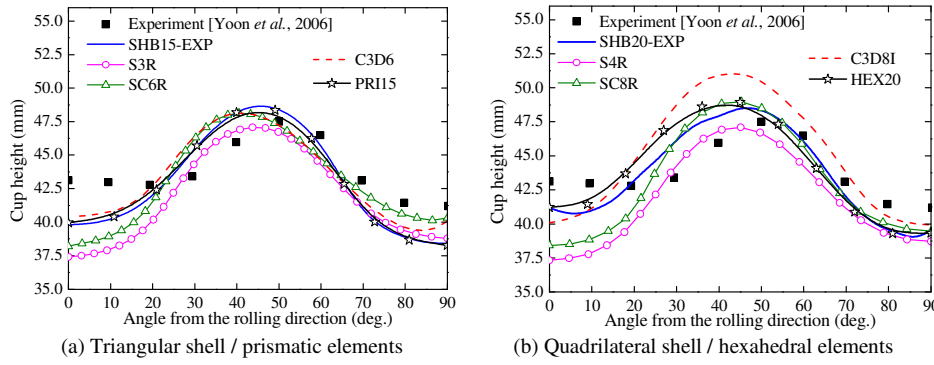 Experiment [Yoon et al., 2006]
SHB15-EXP
S3R
SC6R
C3D6
PRI15
Cup height (mm)
55.0
52.5
50.0
47.5
45.0
42.5
40.0
37.5
35.0
0 10 20 30 40 50 60 70 80 90
Angle from the rolling direction (deg.)
(a) Triangular shell / prismatic elements
Experiment [Yoon et al., 2006]
SHB20-EXP
S4R
SC8R
C3D8I
HEX20
Cup height (mm)
55.0
52.5
50.0
47.5
45.0
42.5
40.0
37.5
35.0
0 10 20 30 40 50 60 70 80 90
Angle from the rolling direction (deg.)
(b) Quadrilateral shell / hexahedral elements